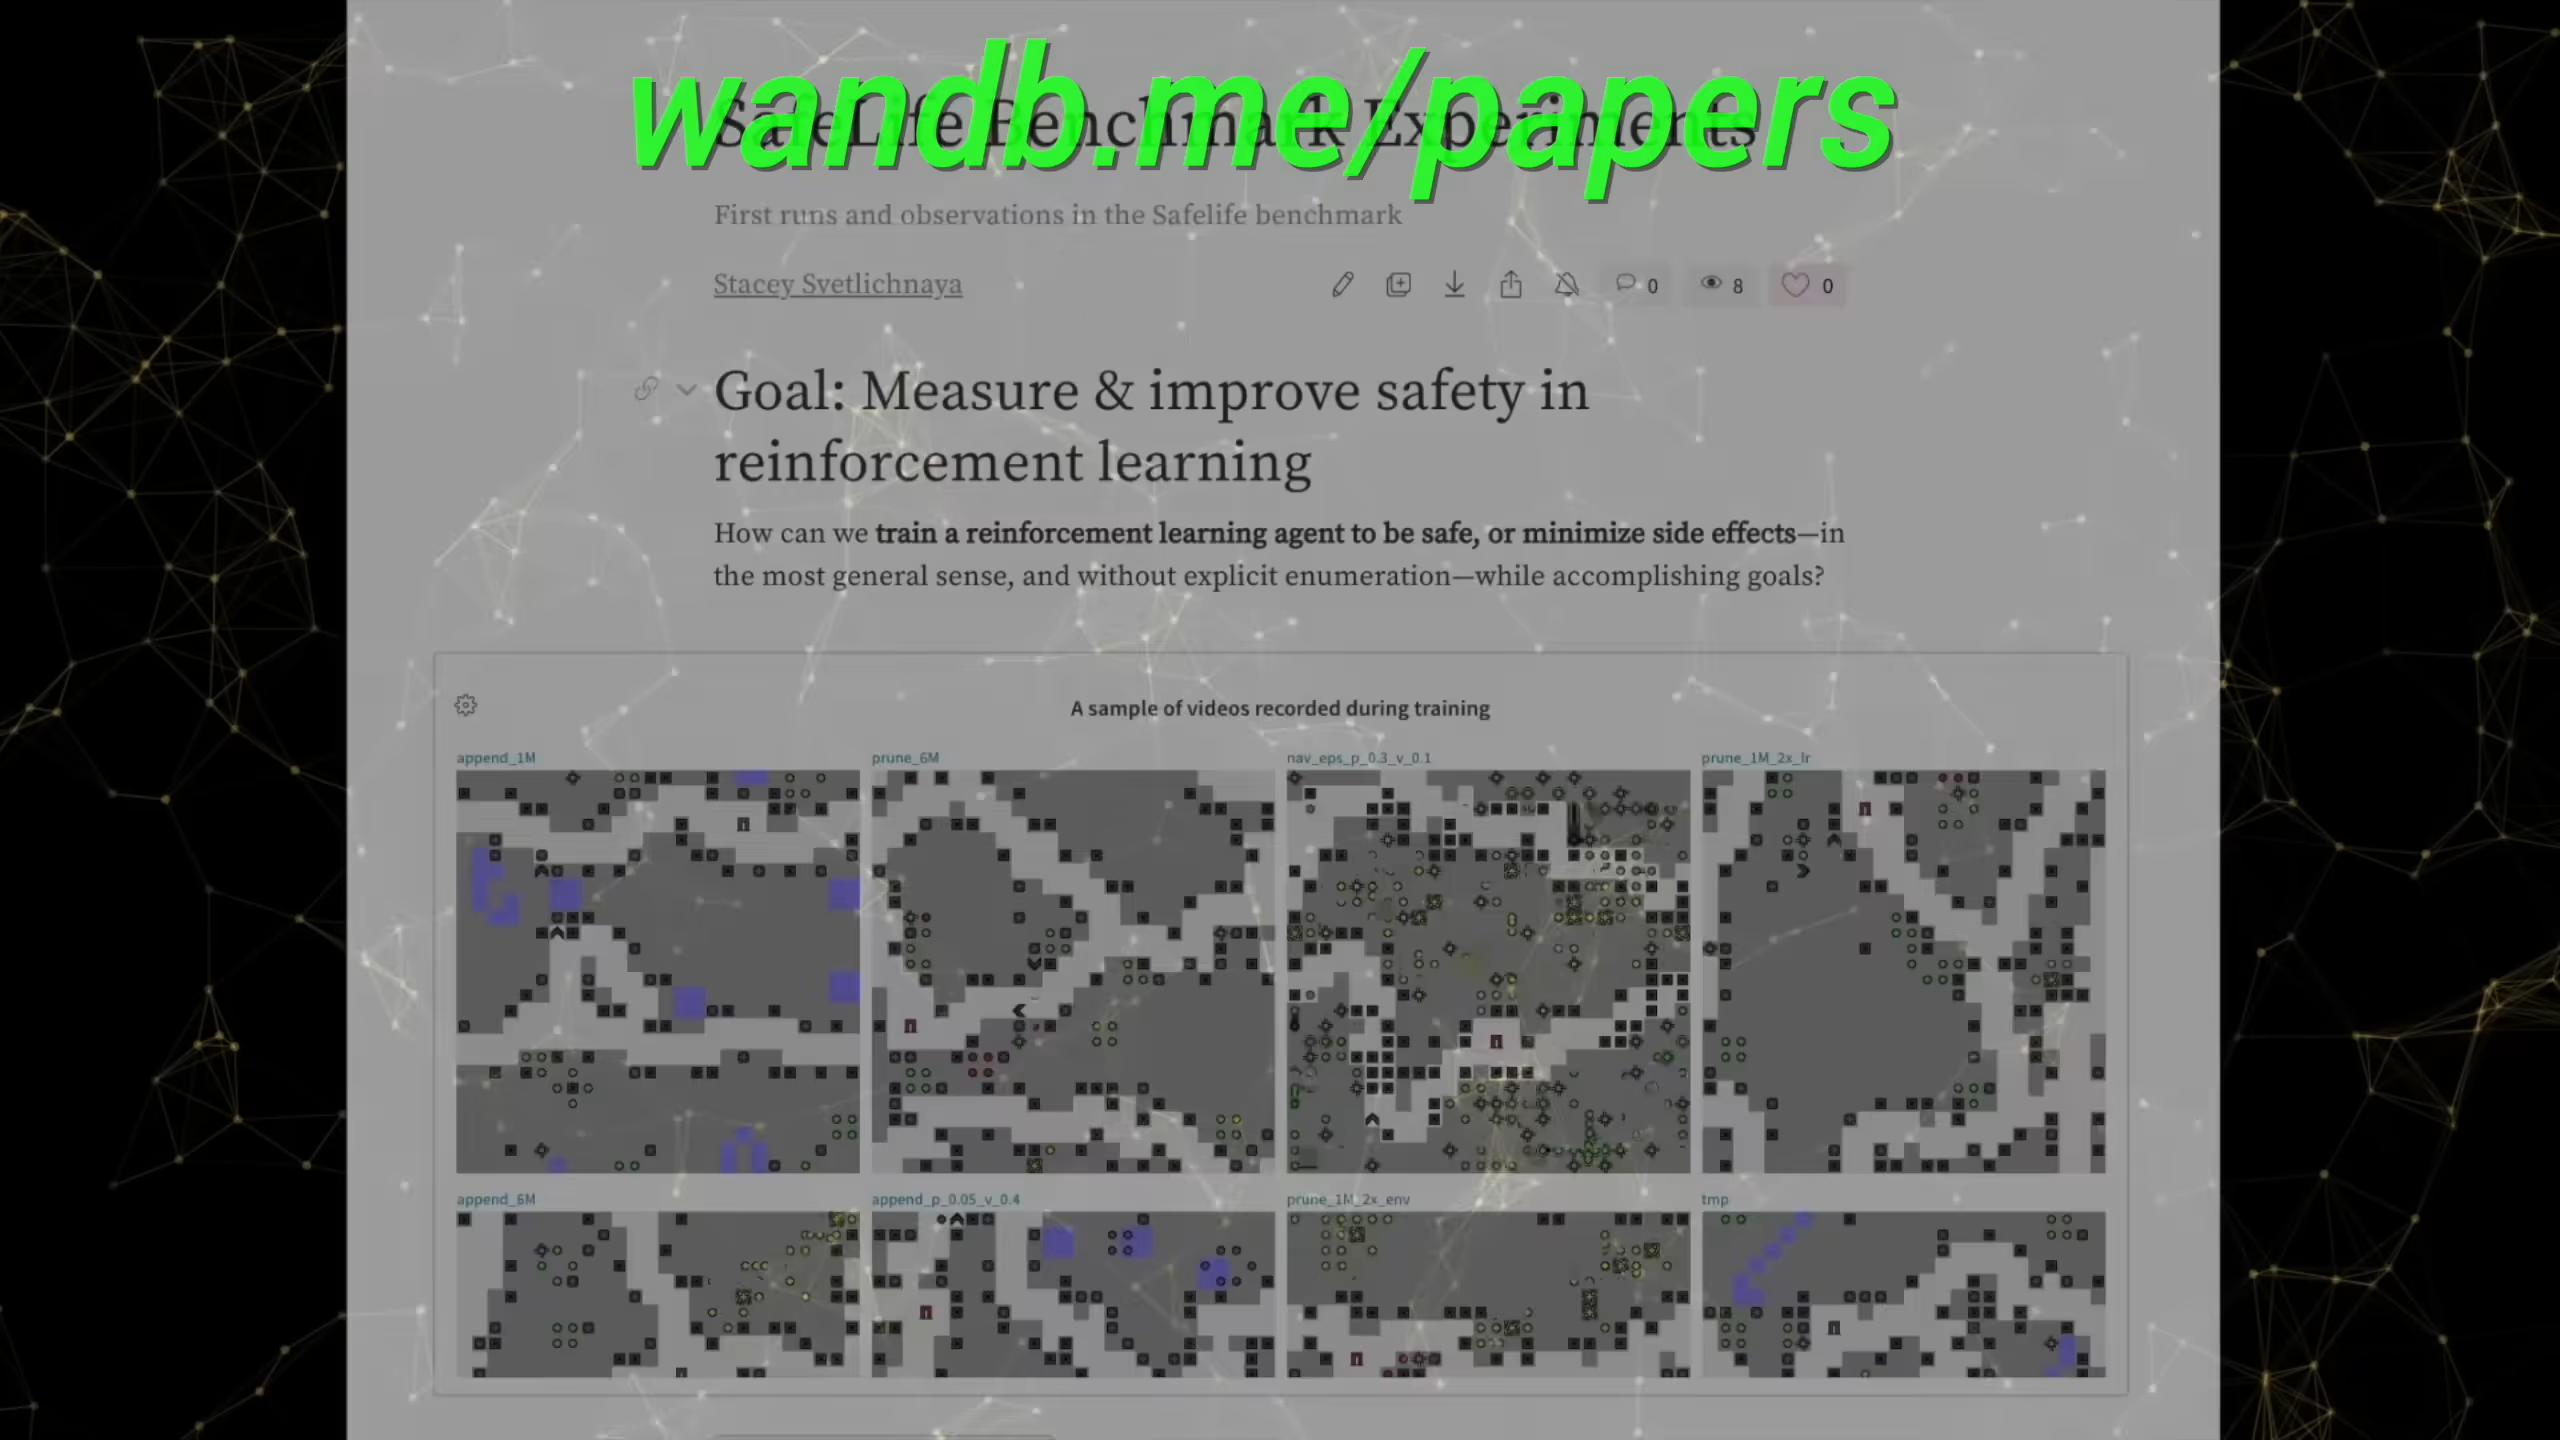 wandb.me/papers
SafeLife Benchmark Experiments
First runs and observations in the Safelife benchmark
Stacey Svetlichnaya
0
8
0
Goal: Measure & improve safety in
reinforcement learning
How can we train a reinforcement learning agent to be safe, or minimize side effects—in
the most general sense, and without explicit enumeration—while accomplishing goals?
A sample of videos recorded during training
append_1M
prune_6M
nav_eps_p_0.3_v_0.1
prune_1M_2x_lr
append_6M
append_p_0.05_v_0.4
prune_1M_2x_env
tmp